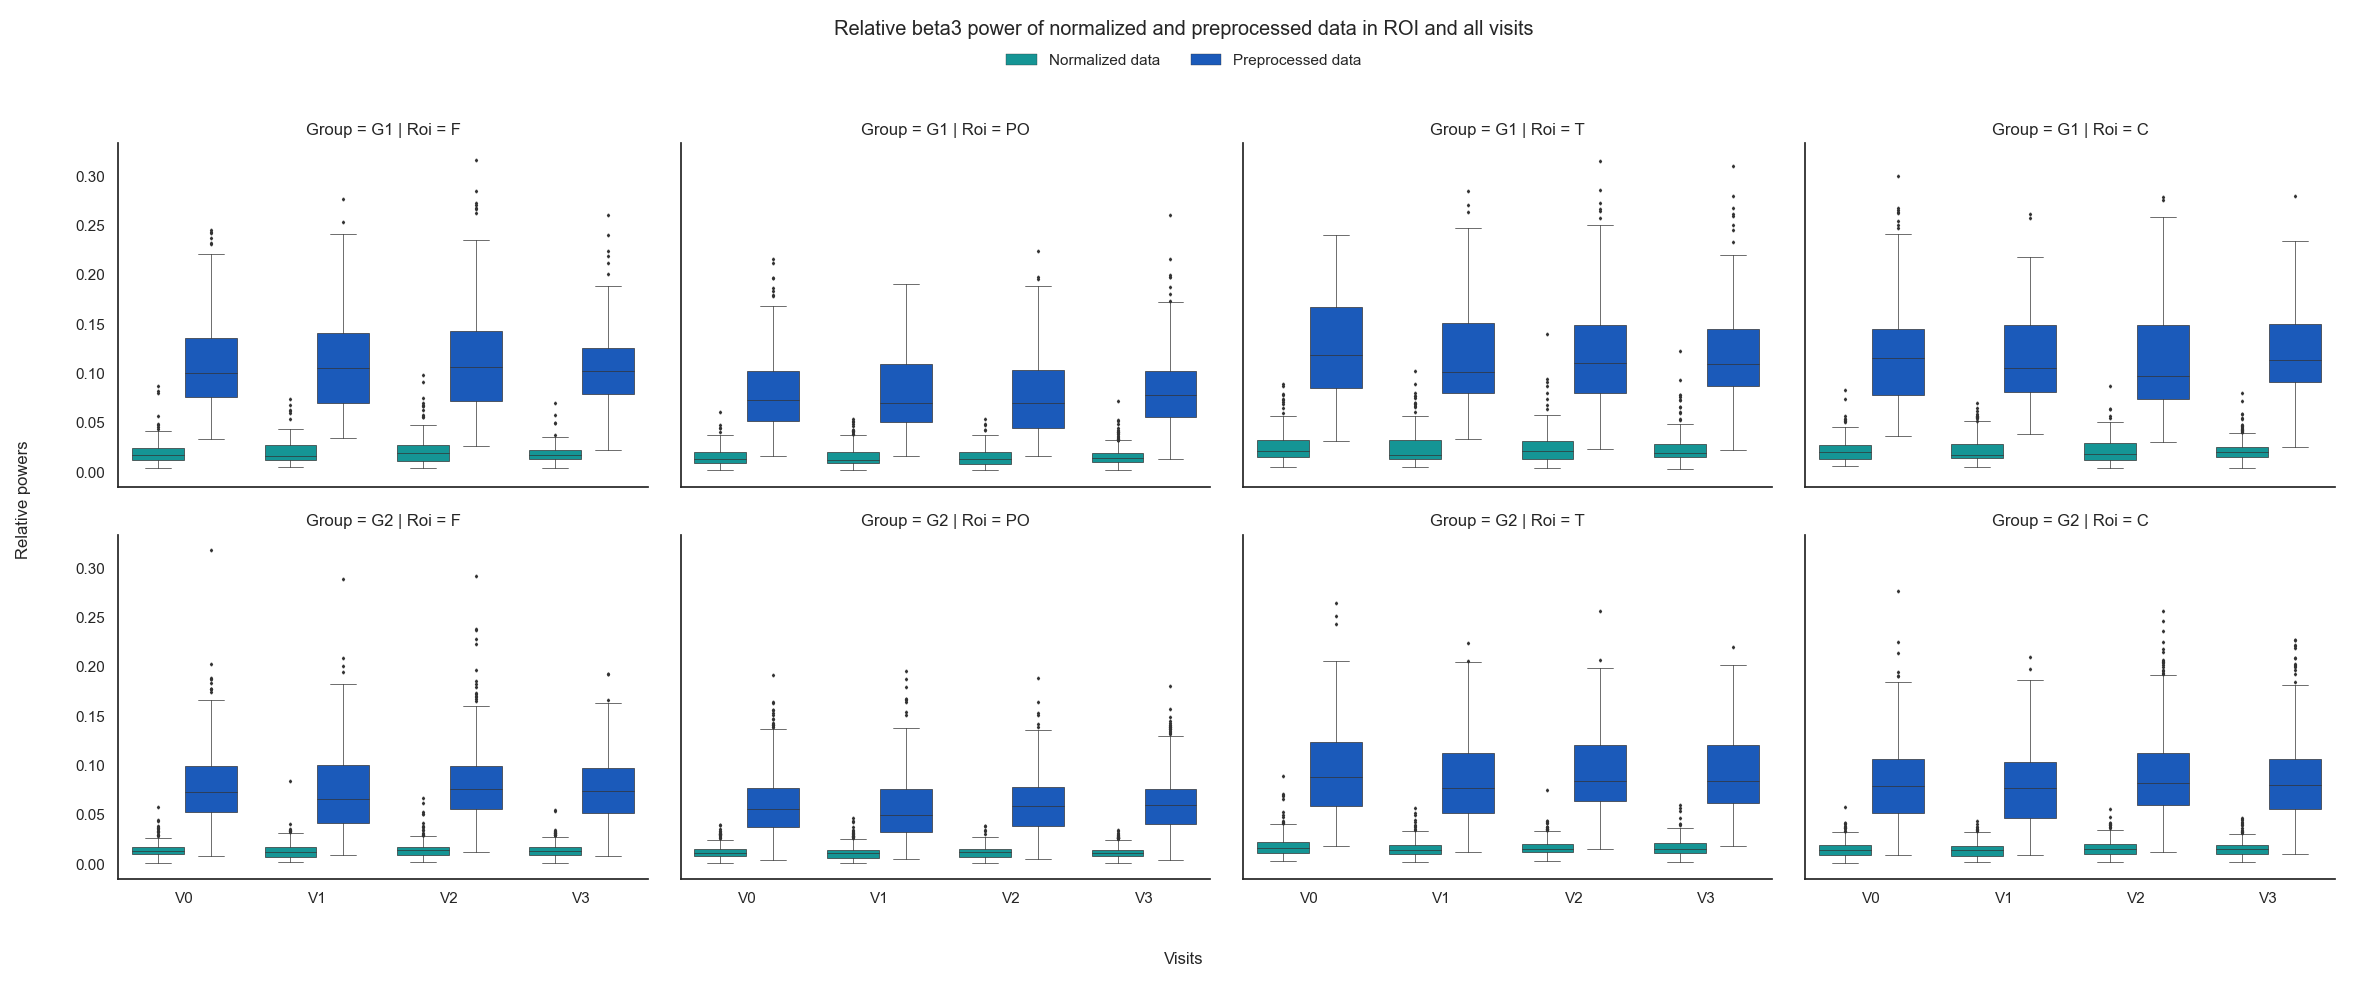 Relative beta3 power of normalized and preprocessed data in ROI and all visits
Normalized data
Preprocessed data
Group = G1 | Roi = F
Group = G1 | Roi = PO
Group = G1 | Roi = T
Group = G1 | Roi = C
0.30
0.25
0.20
0.15
0.10
0.05
0.00
Relative powers
Group = G2 | Roi = F
Group = G2 | Roi = PO
Group = G2 | Roi = T
Group = G2 | Roi = C
0.30
0.25
0.20
0.15
0.10
0.05
0.00
V0 V1 V2 V3
V0 V1 V2 V3
V0 V1 V2 V3
V0 V1 V2 V3
Visits